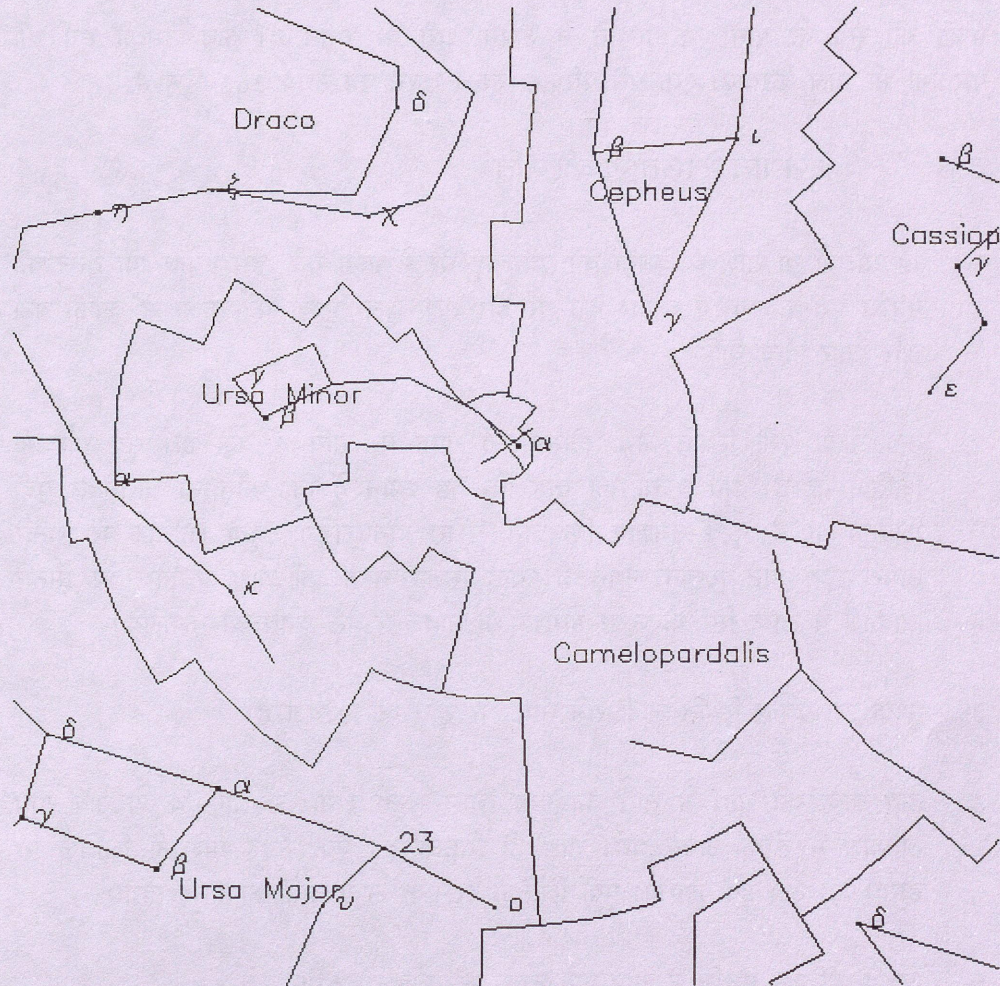 δ
Draco
β
ι
β
ζ
Cepheus
η
χ
Cassiop
γ
γ
γ
ε
Ursa Minor
β
α
α
κ
Camelopardalis
δ
α
γ
23
β
Ursa Major
υ
ο
δ